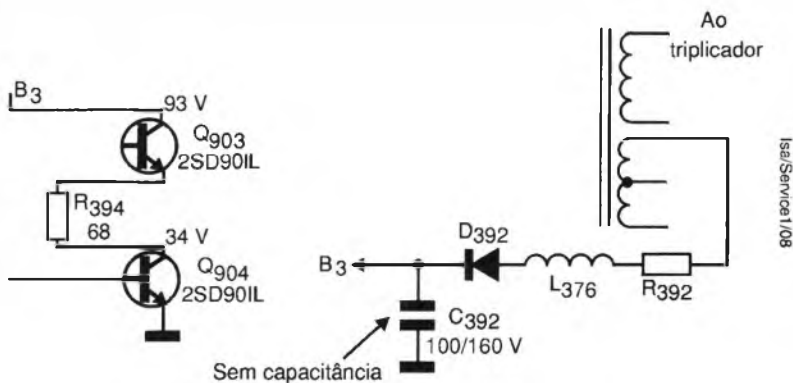 Ao
triplicador
B3
93 V
Q903
2SD90IL
R394
68
34 V
Q904
2SD90IL
B3
D392
L376
R392
C392
100/160 V
Sem capacitância
Isa/Service1/08